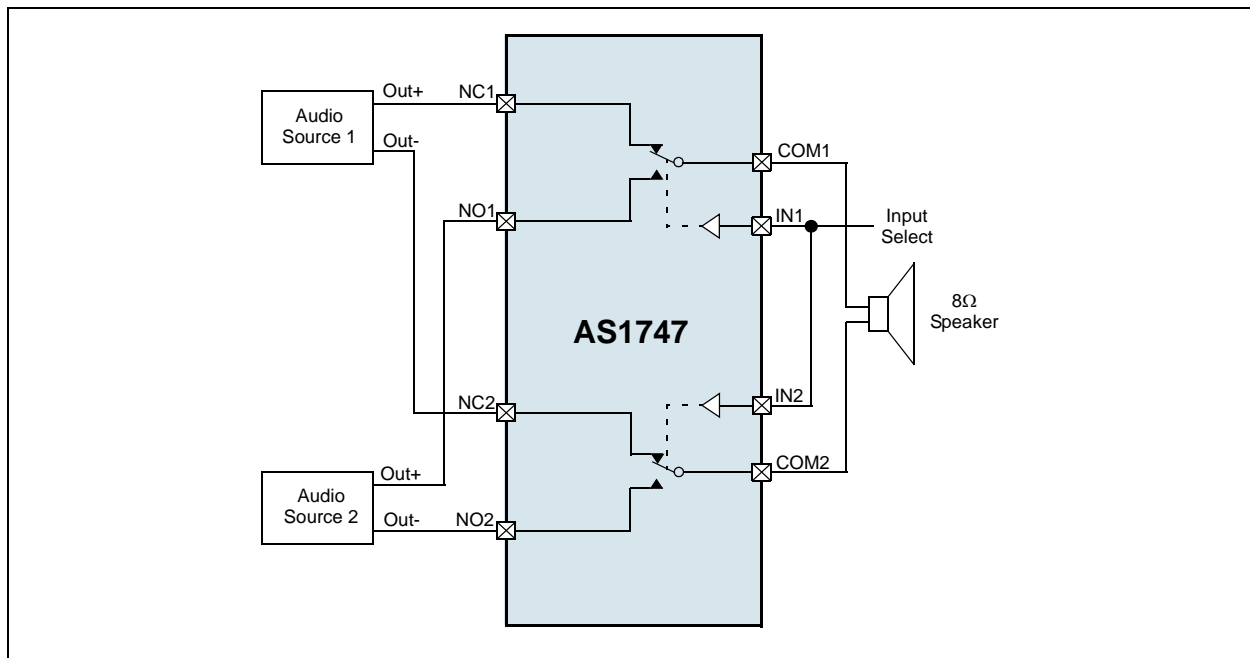 Out+
NC1
Audio
Source 1
Out-
COM1
NO1
IN1
Input
Select
8Ω
Speaker
AS1747
NC2
IN2
COM2
Out+
Audio
Source 2
Out-
NO2